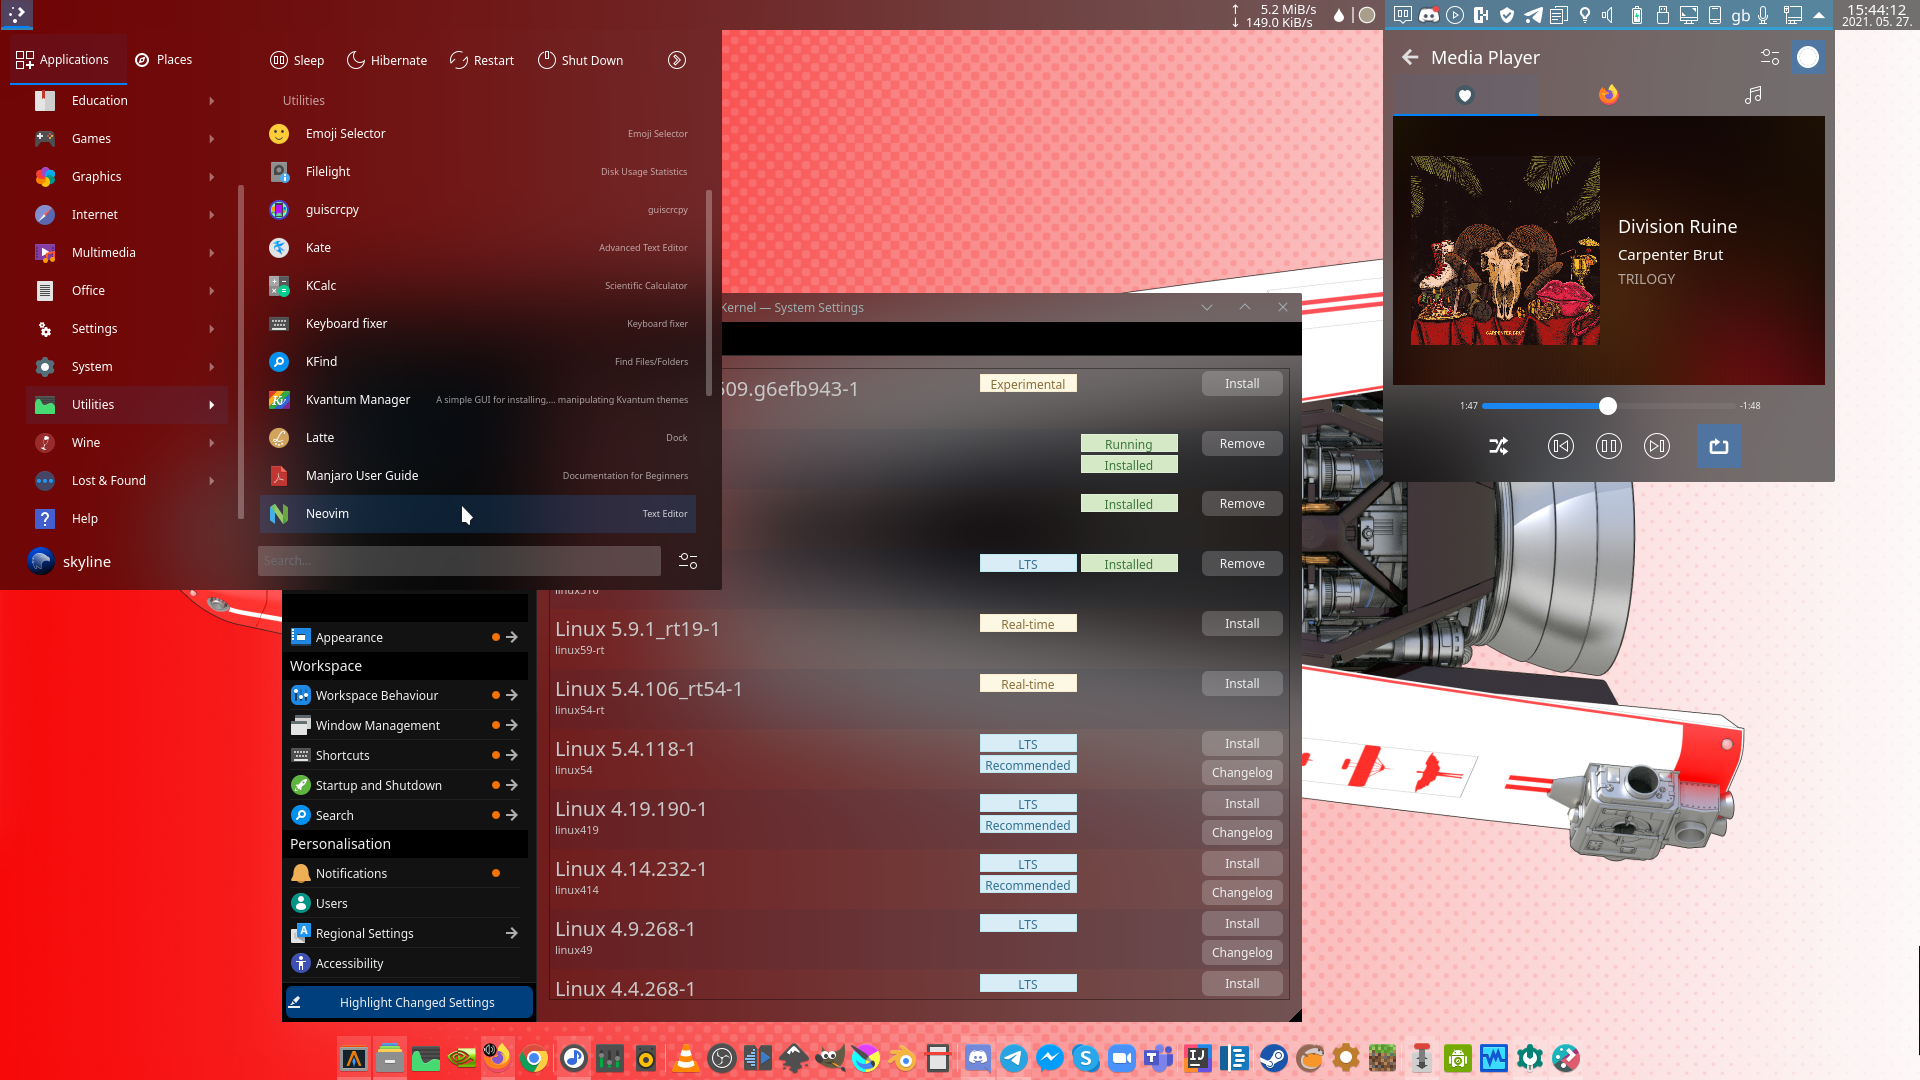 5.2 MiB/s
149.0 KiB/s
gb
15:44:12
2021. 05. 27.
Applications
Places
Sleep
Hibernate
Restart
Shut Down
Education
Games
Graphics
Internet
Multimedia
Office
Settings
System
Utilities
Wine
Lost & Found
Help
skyline
Utilities
Emoji Selector Emoji Selector
Filelight Disk Usage Statistics
guiscrcpy guiscrcpy
Kate Advanced Text Editor
KCalc Scientific Calculator
Keyboard fixer Keyboard fixer
KFind Find Files/Folders
Kvantum Manager A simple GUI for installing,... manipulating Kvantum themes
Latte Dock
Manjaro User Guide Documentation for Beginners
Neovim Text Editor
Search...
Media Player
CARPENTER BRUT
Division Ruine
Carpenter Brut
TRILOGY
1:47 -1:48
Kernel — System Settings
509.g6efb943-1 Experimental Install
Running Remove
Installed
Installed Remove
LTS Installed Remove
linux510
Linux 5.9.1_rt19-1 Real-time Install
linux59-rt
Linux 5.4.106_rt54-1 Real-time Install
linux54-rt
Linux 5.4.118-1 LTS Install
linux54 Recommended Changelog
Linux 4.19.190-1 LTS Install
linux419 Recommended Changelog
Linux 4.14.232-1 LTS Install
linux414 Recommended Changelog
Linux 4.9.268-1 LTS Install
linux49 Changelog
Linux 4.4.268-1 LTS Install
Appearance
Workspace
Workspace Behaviour
Window Management
Shortcuts
Startup and Shutdown
Search
Personalisation
Notifications
Users
Regional Settings
Accessibility
Highlight Changed Settings